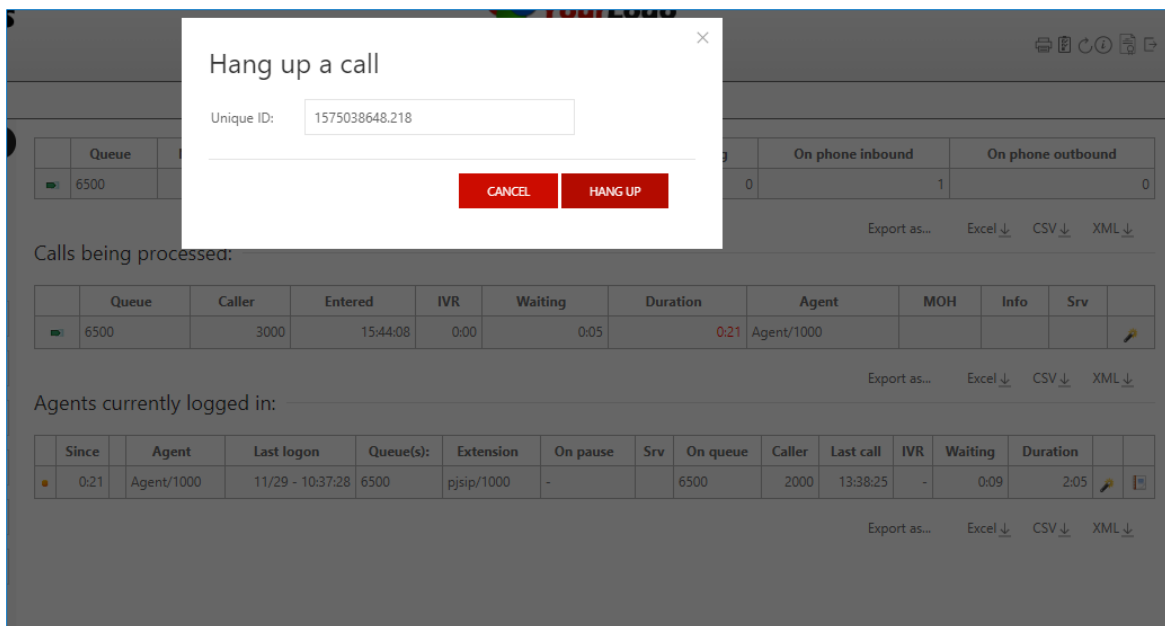 YourLogo
Hang up a call
Unique ID: 1575038648.218
CANCEL HANG UP
Queue On phone inbound On phone outbound
6500 0 1 0
Export as... Excel CSV XML
Calls being processed:
Queue Caller Entered IVR Waiting Duration Agent MOH Info Srv
6500 3000 15:44:08 0:00 0:05 0:21 Agent/1000
Export as... Excel CSV XML
Agents currently logged in:
Since Agent Last logon Queue(s): Extension On pause Srv On queue Caller Last call IVR Waiting Duration
0:21 Agent/1000 11/29 - 10:37:28 6500 pjsip/1000 - 6500 2000 13:38:25 - 0:09 2:05
Export as... Excel CSV XML